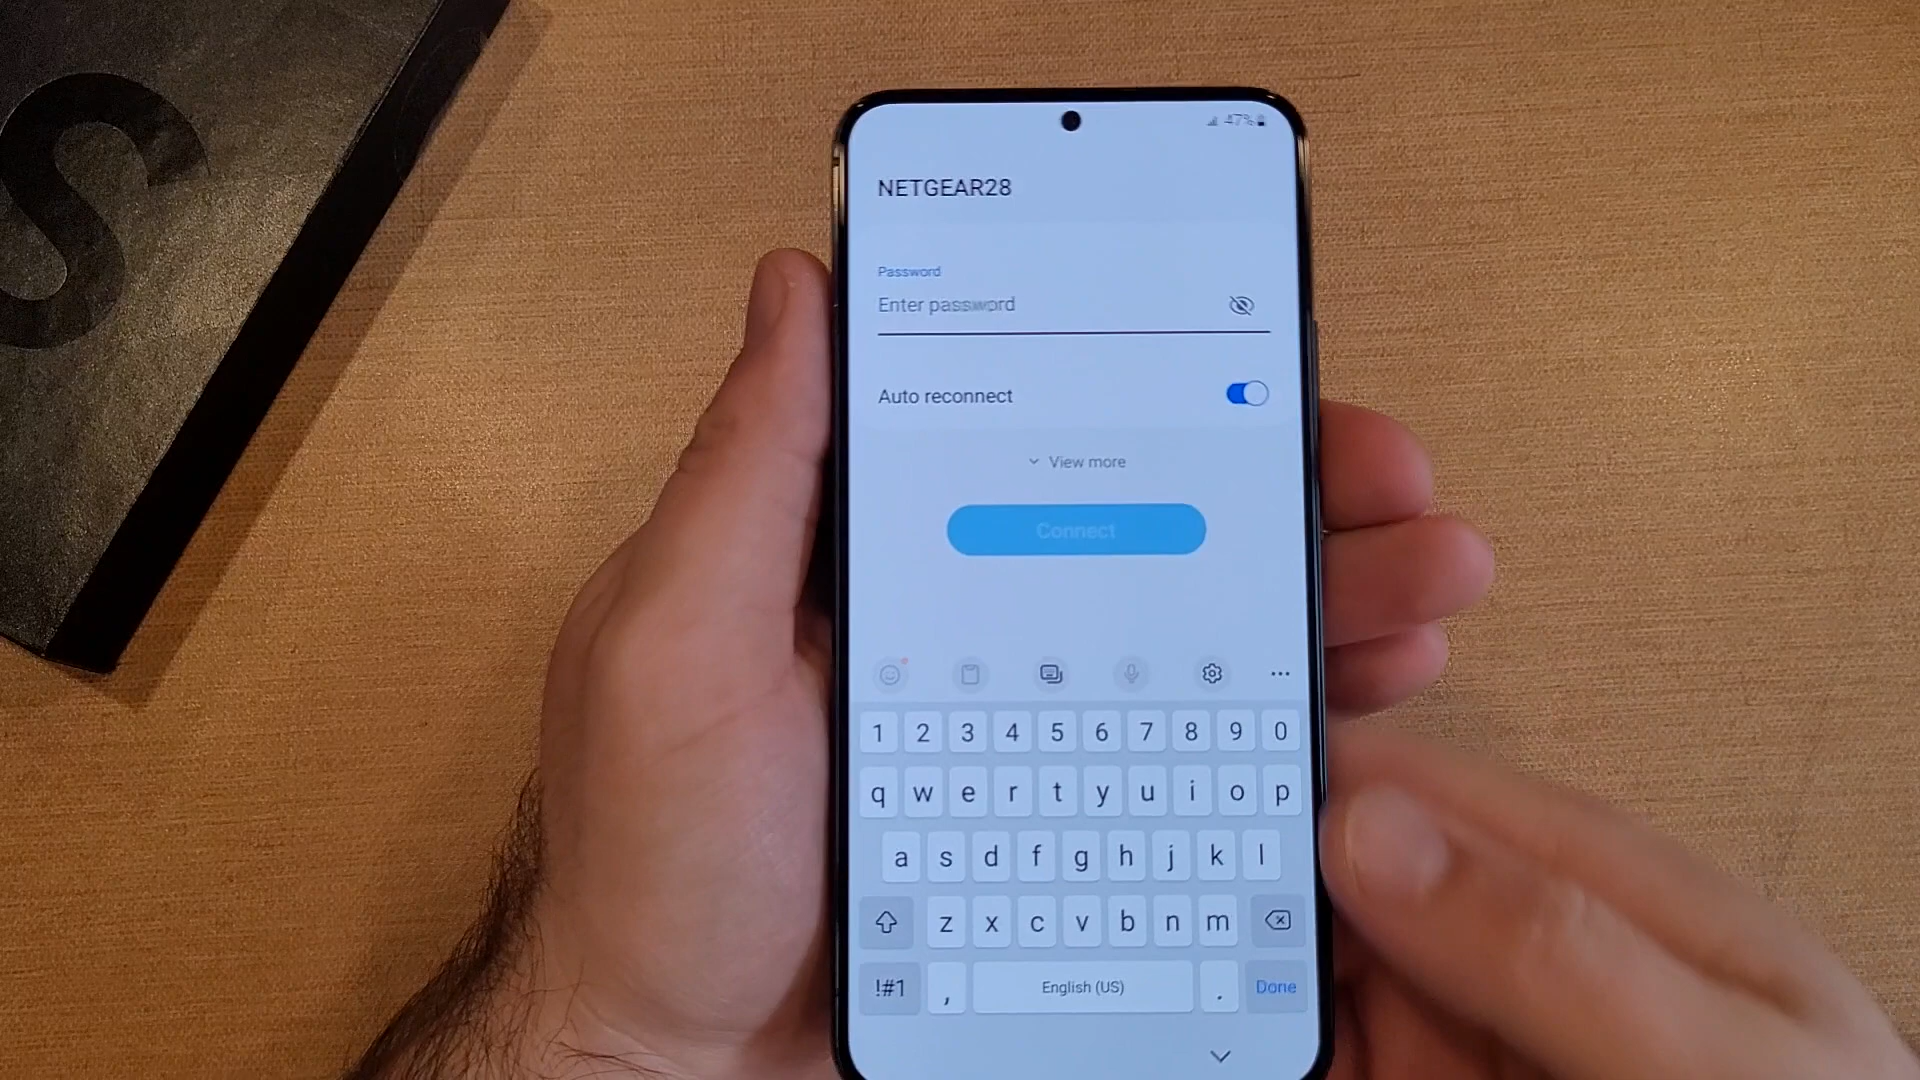 S
47%
NETGEAR28
Password
Enter password
Auto reconnect
View more
Connect
1 2 3 4 5 6 7 8 9 0
q w e r t y u i o p
a s d f g h j k l
z x c v b n m
!#1 , English (US) . Done